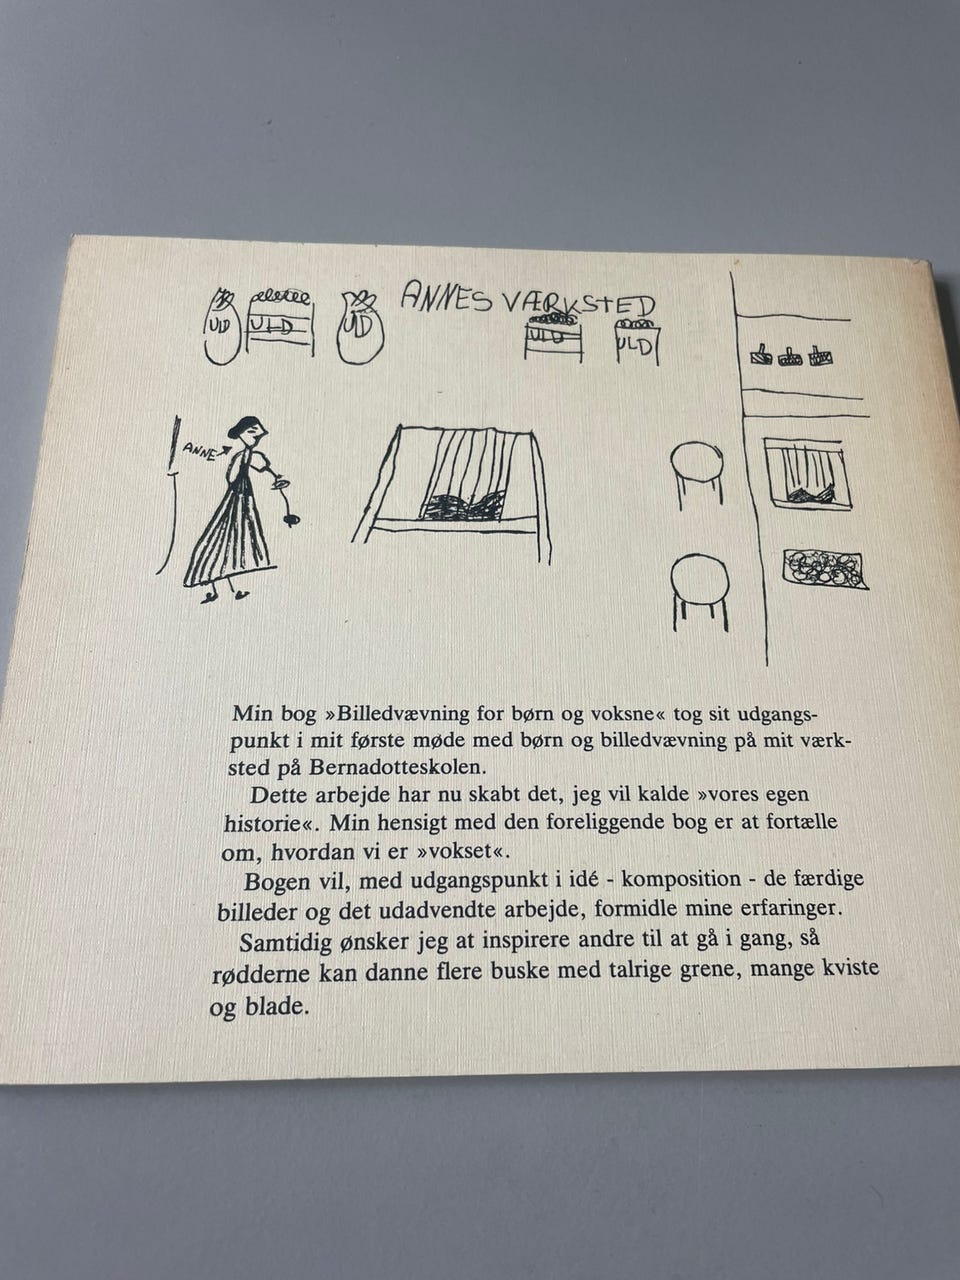 ANNES VÆRKSTED
ULD ULD ULD ULD ULD
ANNE
Min bog »Billedvævning for børn og voksne« tog sit udgangs-
punkt i mit første møde med børn og billedvævning på mit værk-
sted på Bernadotteskolen.
Dette arbejde har nu skabt det, jeg vil kalde »vores egen
historie«. Min hensigt med den foreliggende bog er at fortælle
om, hvordan vi er »vokset«.
Bogen vil, med udgangspunkt i idé - komposition - de færdige
billeder og det udadvendte arbejde, formidle mine erfaringer.
Samtidig ønsker jeg at inspirere andre til at gå i gang, så
rødderne kan danne flere buske med talrige grene, mange kviste
og blade.